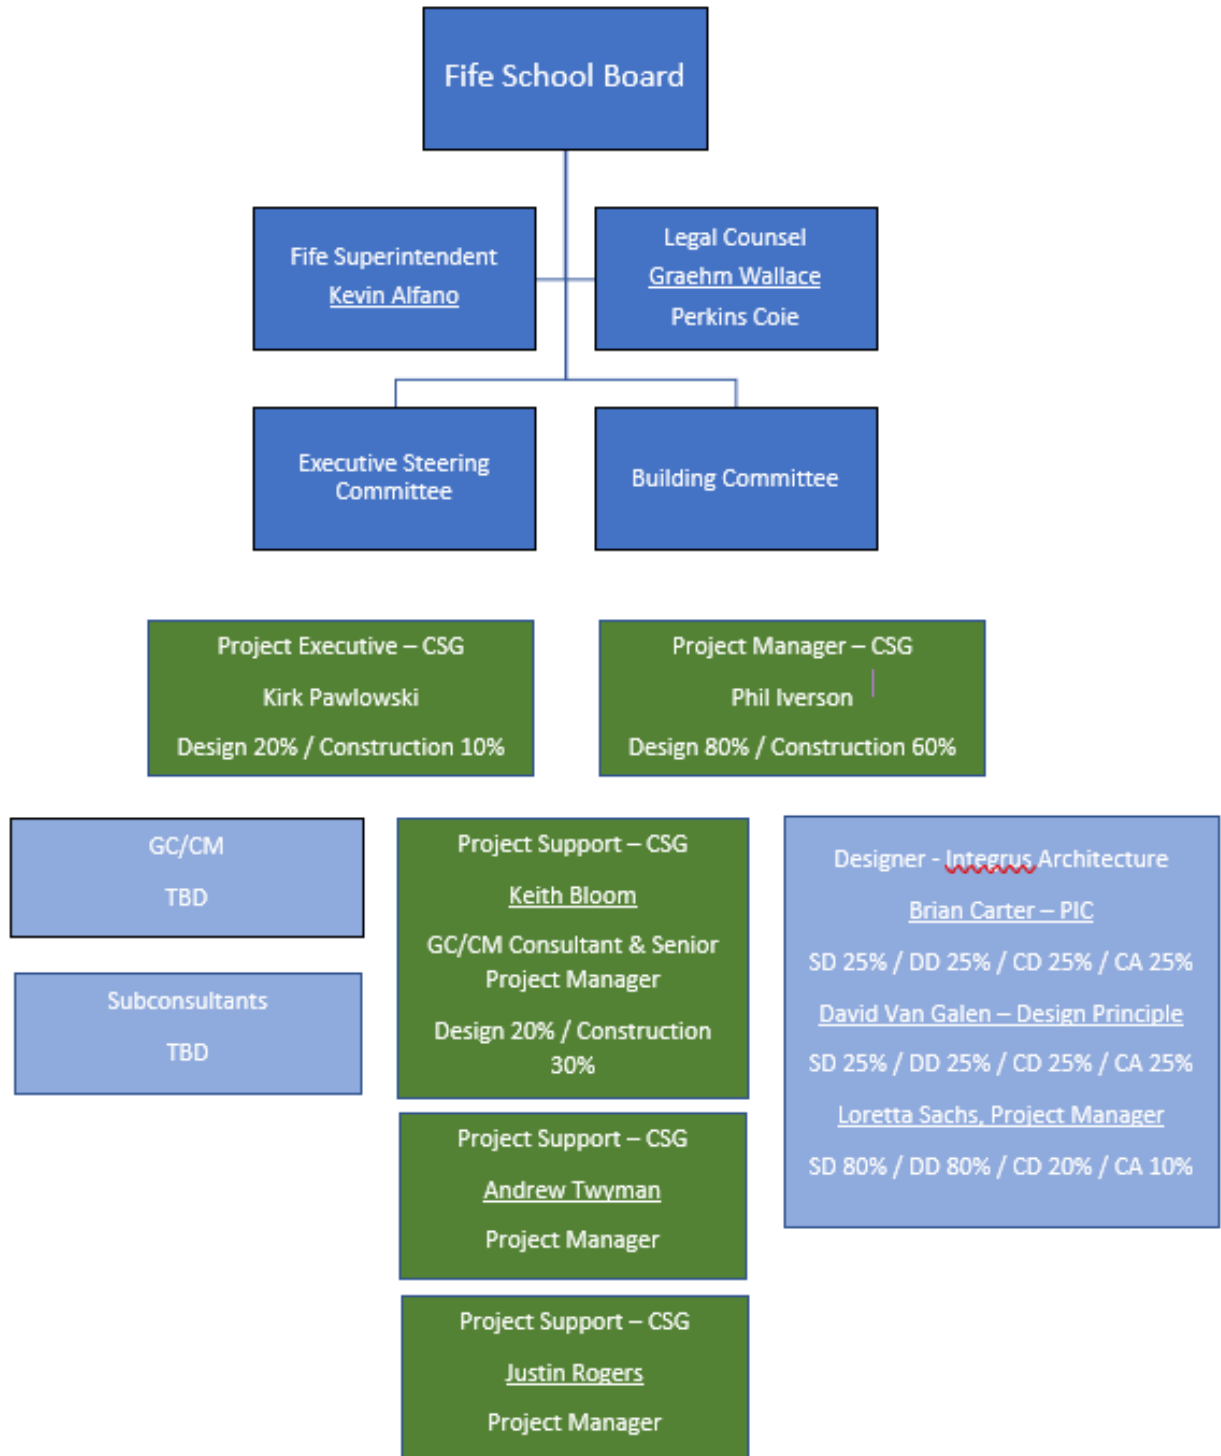 Fife School Board
Fife Superintendent
Kevin Alfano
Legal Counsel
Graehm Wallace
Perkins Coie
Executive Steering
Committee
Building Committee
Project Executive – CSG
Kirk Pawlowski
Design 20% / Construction 10%
Project Manager – CSG
Phil Iverson
Design 80% / Construction 60%
GC/CM
TBD
Subconsultants
TBD
Project Support – CSG
Keith Bloom
GC/CM Consultant & Senior
Project Manager
Design 20% / Construction
30%
Project Support – CSG
Andrew Twyman
Project Manager
Project Support – CSG
Justin Rogers
Project Manager
Designer - Integrus Architecture
Brian Carter – PIC
SD 25% / DD 25% / CD 25% / CA 25%
David Van Galen – Design Principle
SD 25% / DD 25% / CD 25% / CA 25%
Loretta Sachs, Project Manager
SD 80% / DD 80% / CD 20% / CA 10%